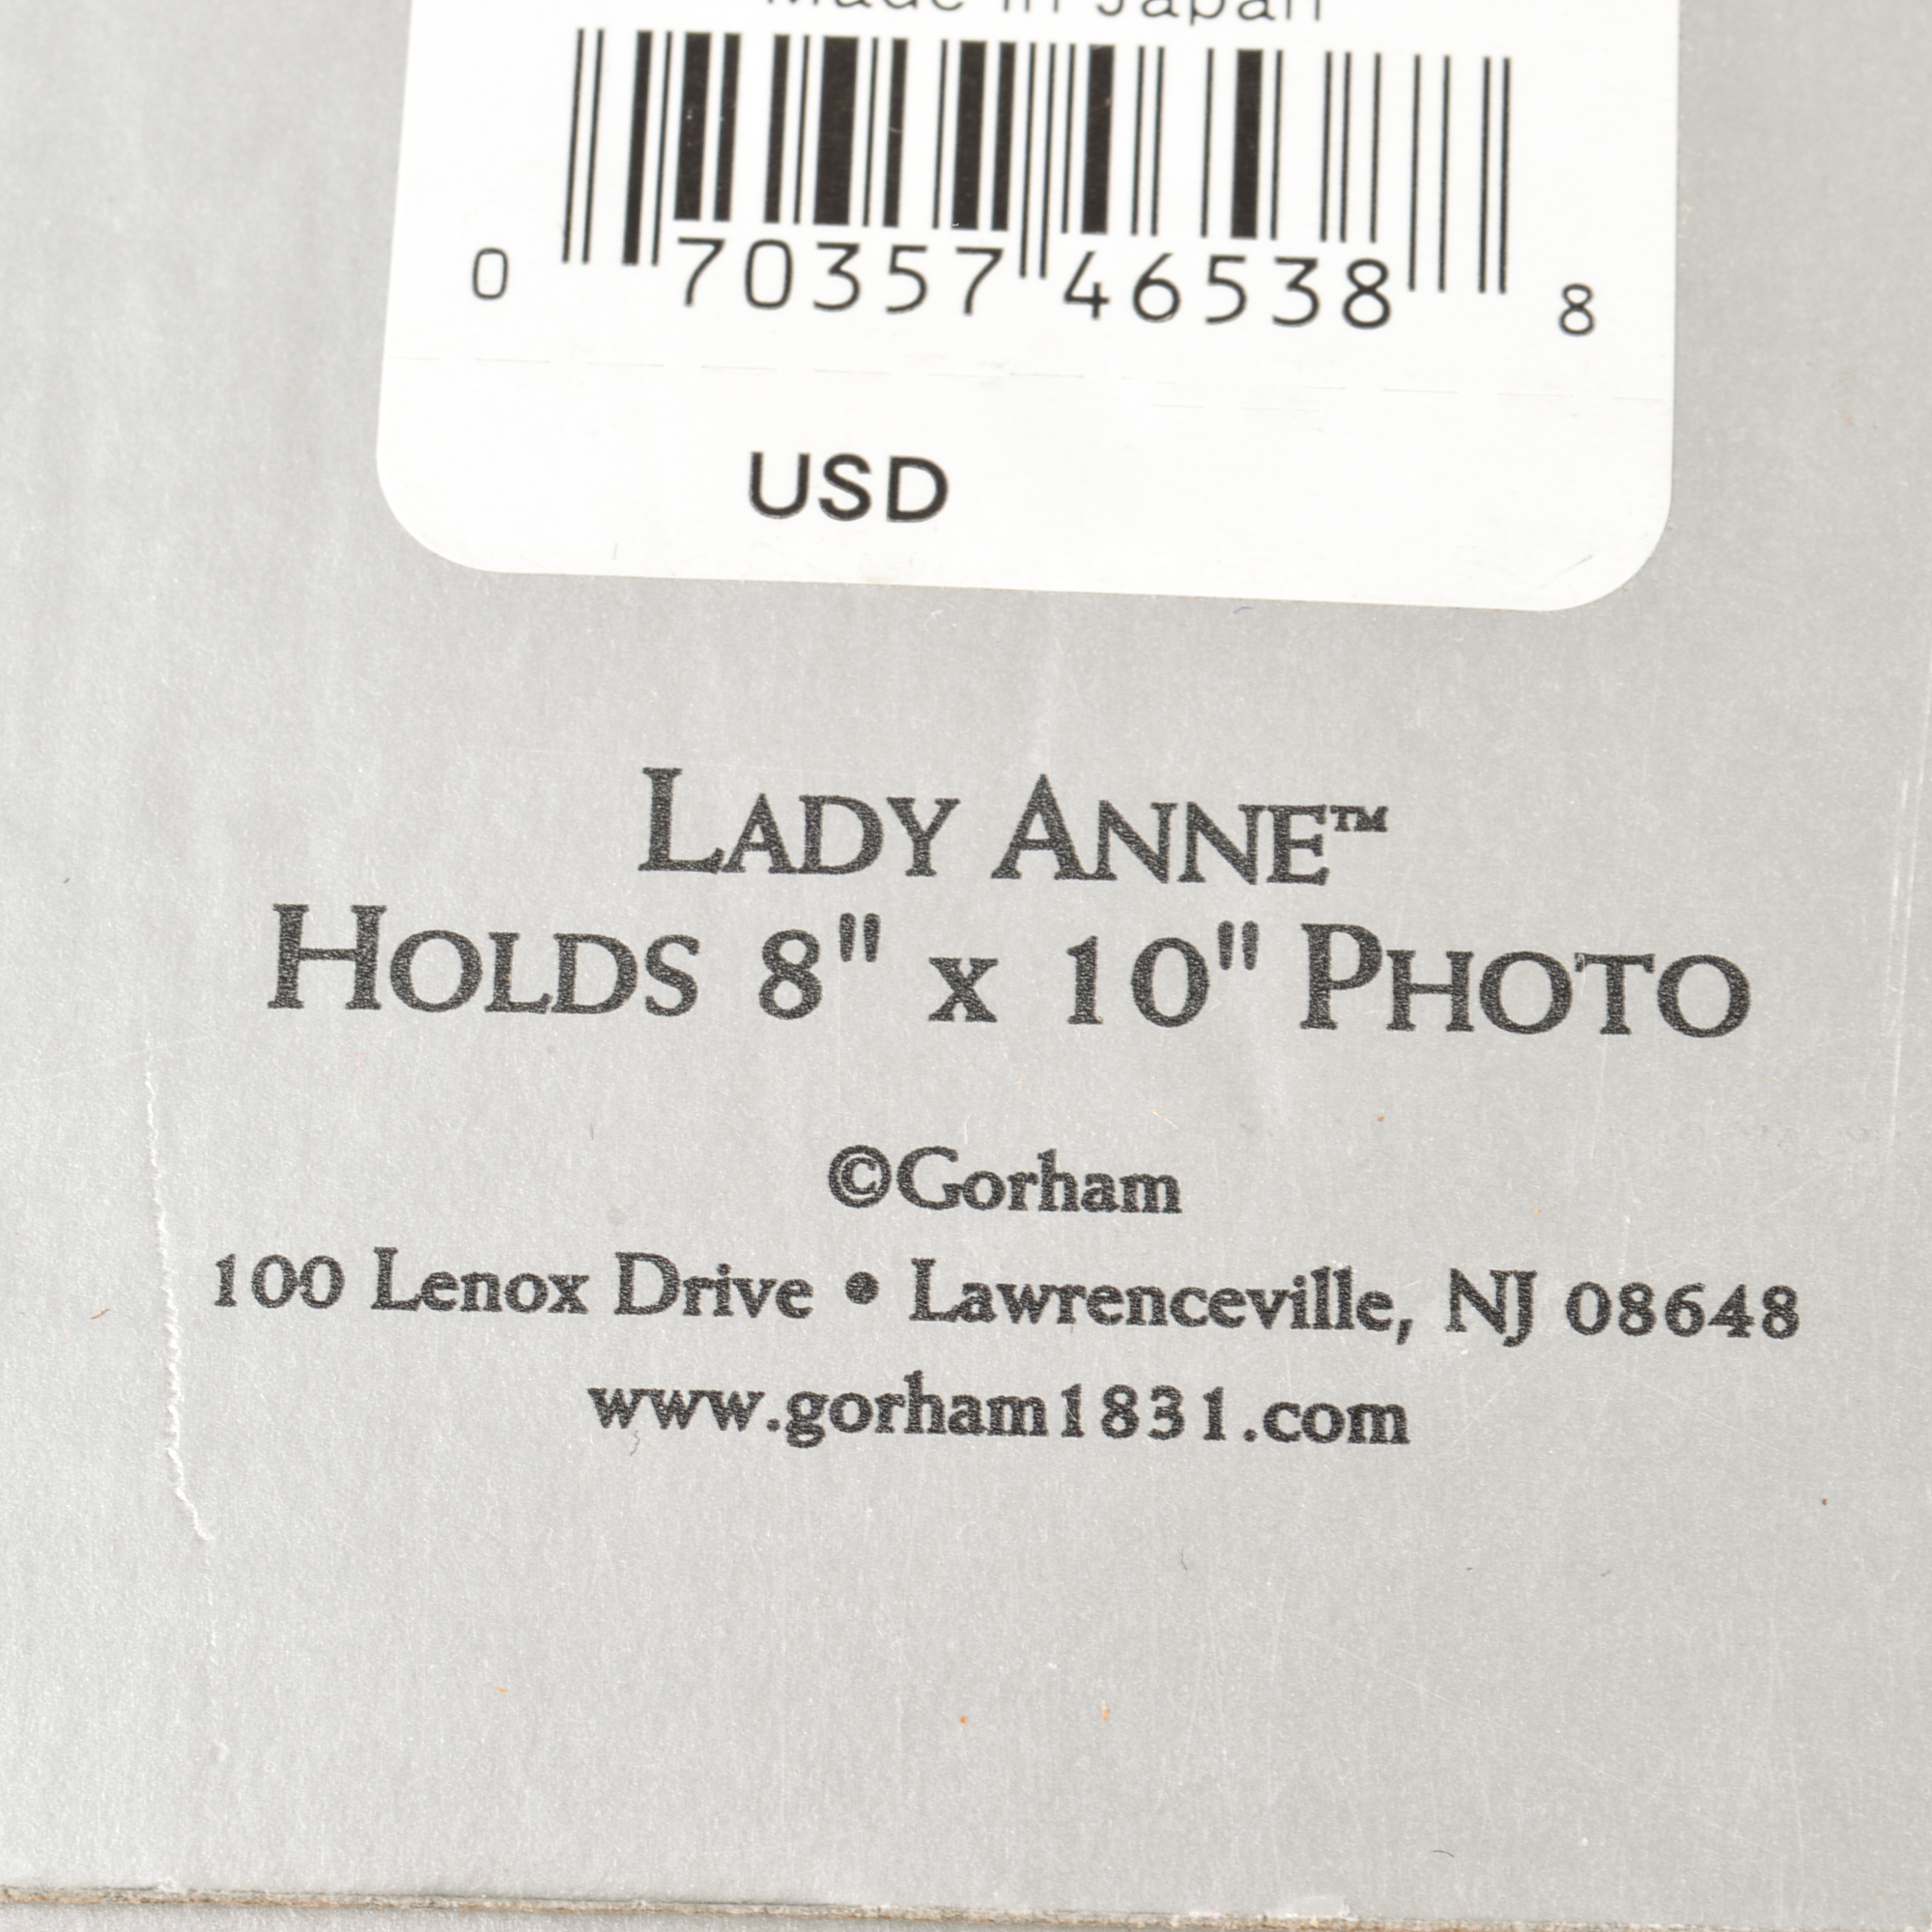 Made in Japan
0 70357 46538 8
USD
LADY ANNE™
HOLDS 8" x 10" PHOTO
©Gorham
100 Lenox Drive • Lawrenceville, NJ 08648
www.gorham1831.com